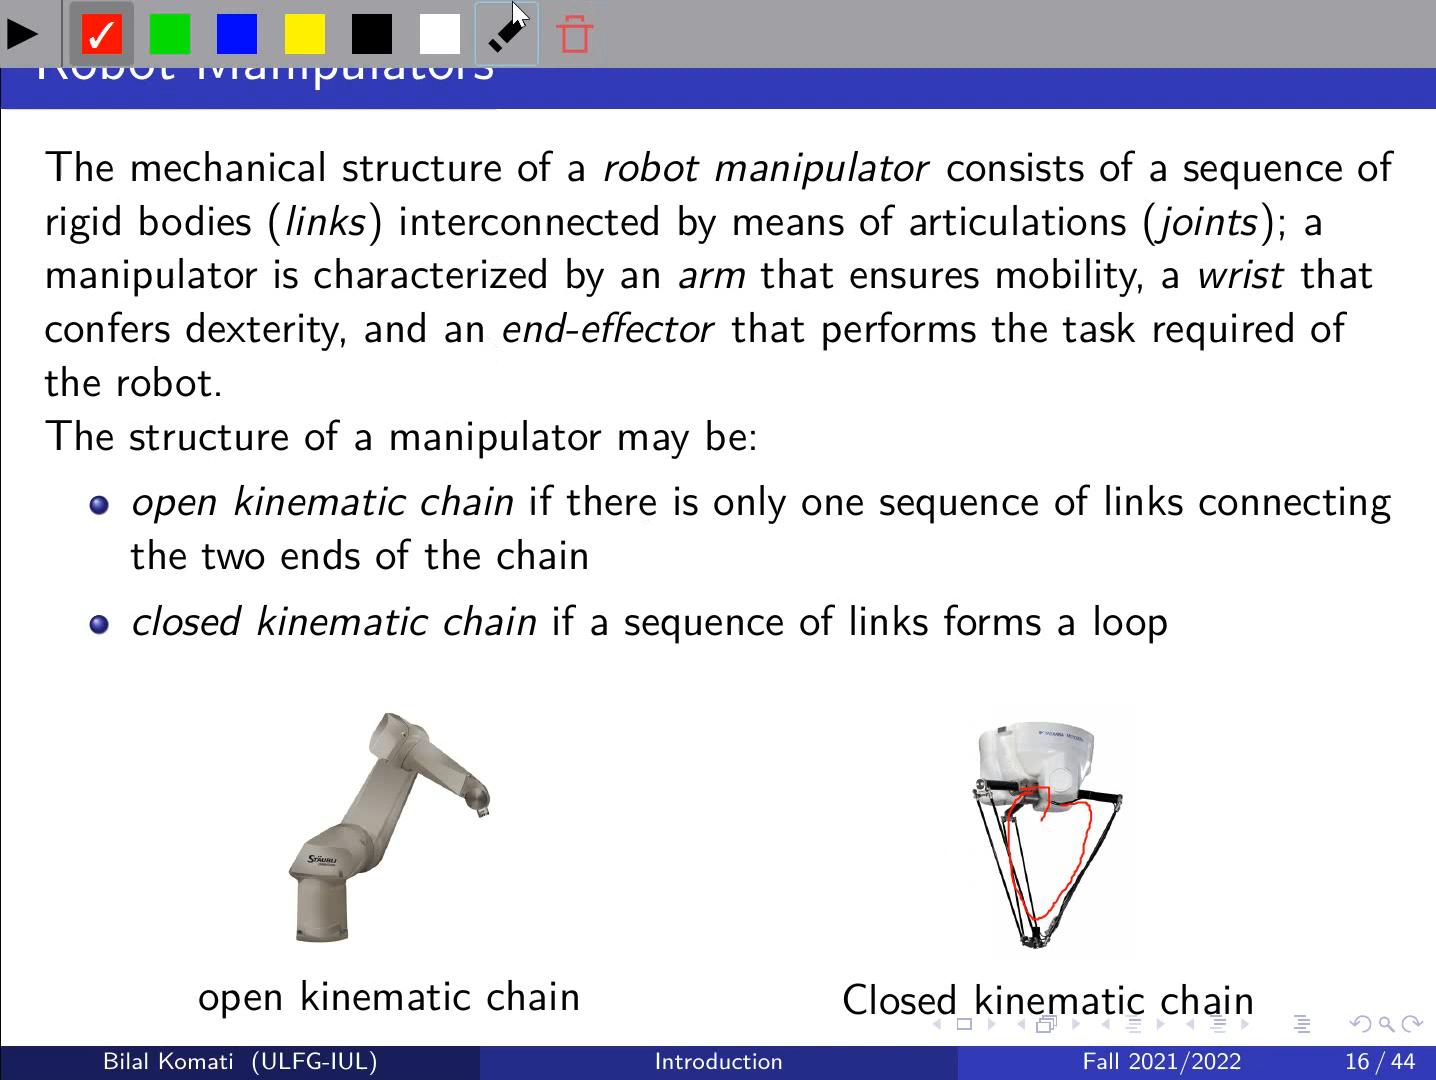 Robot Manipulators
The mechanical structure of a robot manipulator consists of a sequence of
rigid bodies (links) interconnected by means of articulations (joints); a
manipulator is characterized by an arm that ensures mobility, a wrist that
confers dexterity, and an end-effector that performs the task required of
the robot.
The structure of a manipulator may be:
open kinematic chain if there is only one sequence of links connecting
the two ends of the chain
closed kinematic chain if a sequence of links forms a loop
STÄUBLI
open kinematic chain
Closed kinematic chain
Bilal Komati (ULFG-IUL)
Introduction
Fall 2021/2022
16 / 44